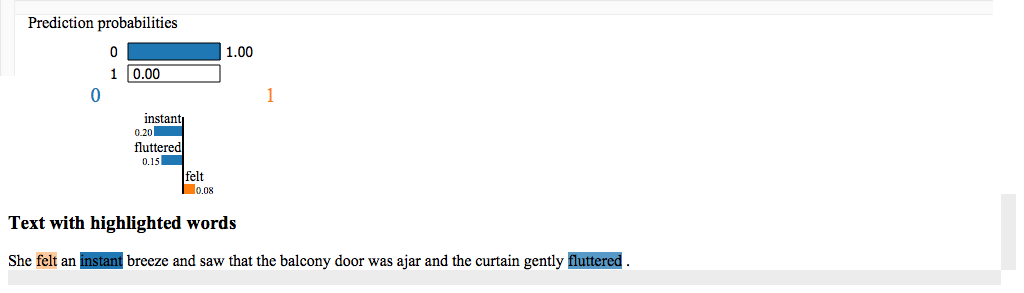 Prediction probabilities
0 1.00
1 0.00
0 1
instant
0.20
fluttered
0.15
felt
0.08
Text with highlighted words
She felt an instant breeze and saw that the balcony door was ajar and the curtain gently fluttered .